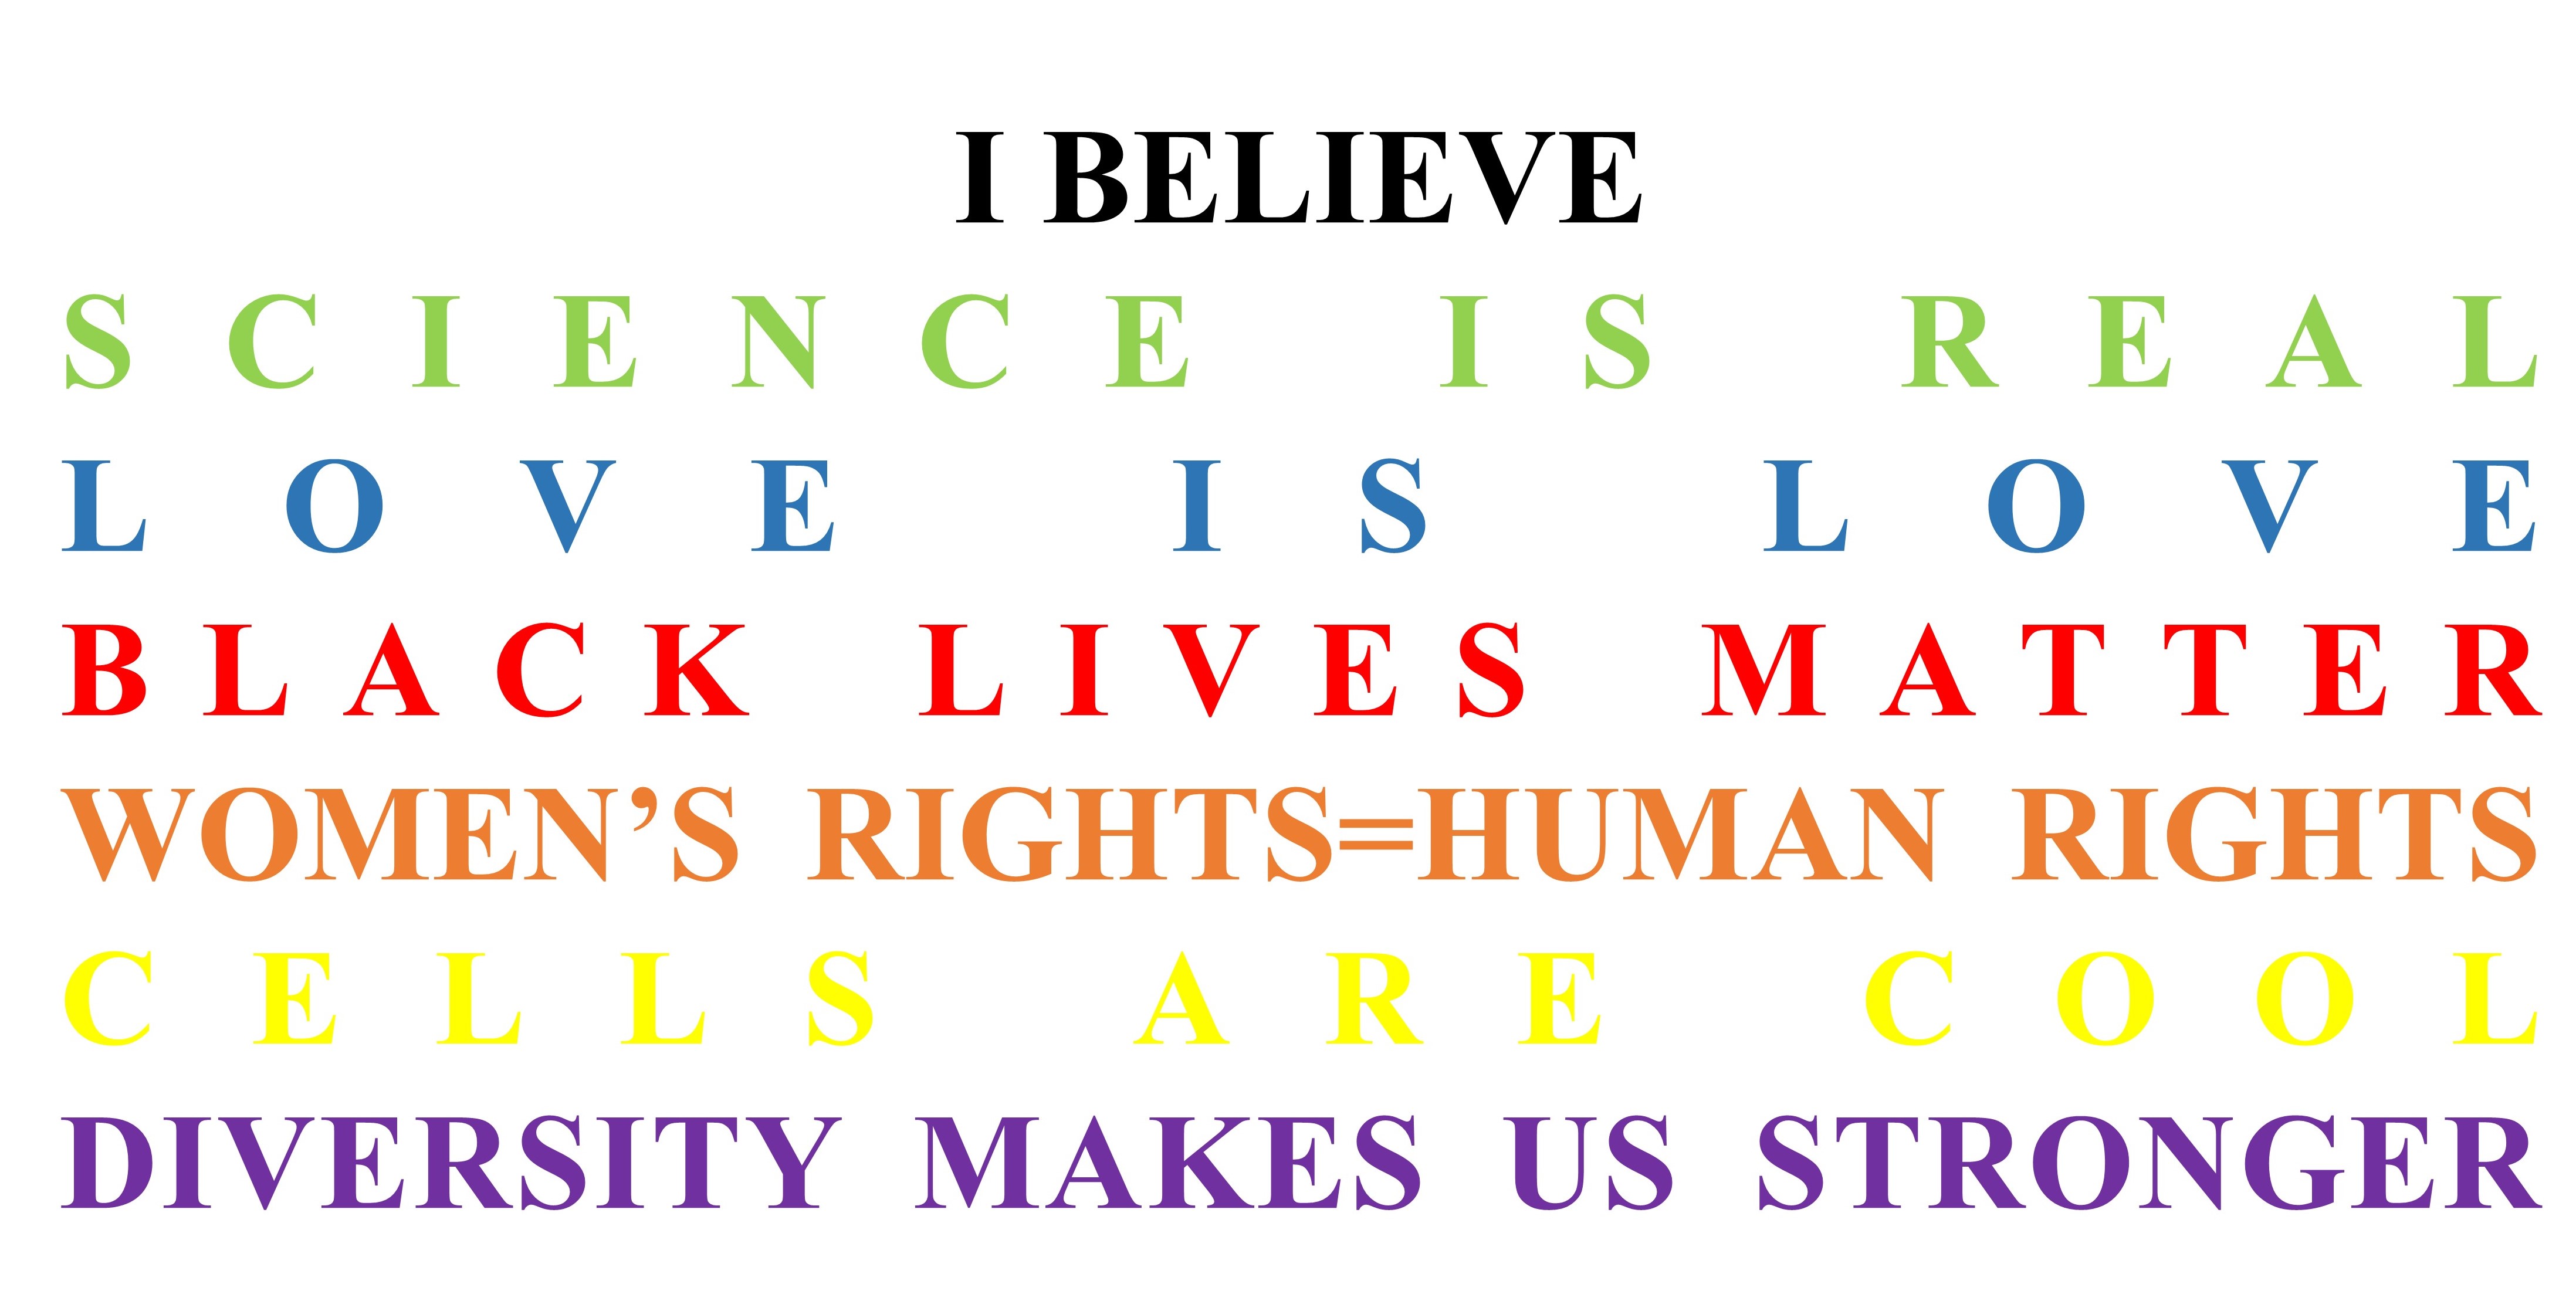 I BELIEVE
SCIENCE IS REAL
LOVE IS LOVE
BLACK LIVES MATTER
WOMEN’S RIGHTS=HUMAN RIGHTS
CELLS ARE COOL
DIVERSITY MAKES US STRONGER